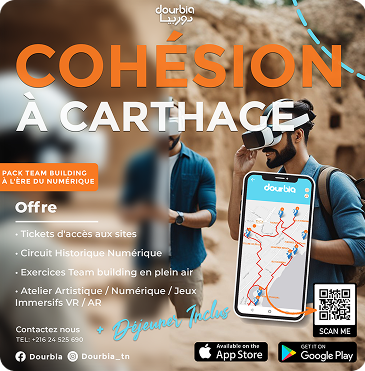 dourbia
دوربيا
COHÉSION
À CARTHAGE
PACK TEAM BUILDING
À L'ÈRE DU NUMÉRIQUE
Offre
• Tickets d'accès aux sites
• Circuit Historique Numérique
• Exercices Team building en plein air
• Atelier Artistique / Numérique / Jeux
Immersifs VR / AR
+ Déjeuner Inclus
Contactez nous
TEL: +216 24 525 690
Dourbia Dourbia_tn
dourbia
SCAN ME
Available on the
App Store
GET IT ON
Google Play